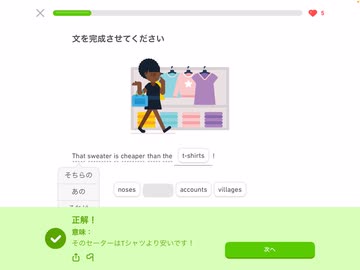 5
文を完成させてください
That sweater is cheaper than the t-shirts !
そちらの
あの
noses accounts villages
正解！
意味：
そのセーターはTシャツより安いです！
次へ